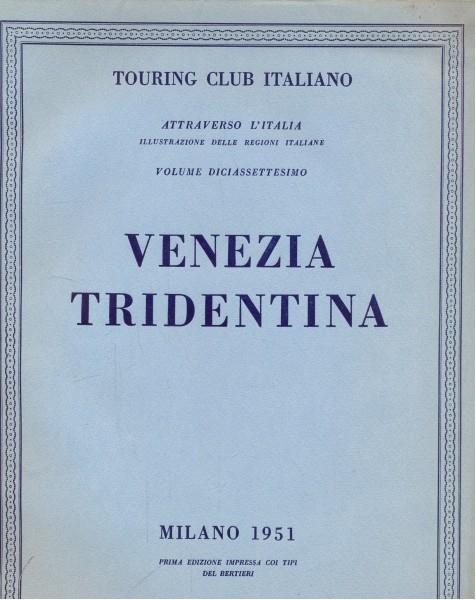 TOURING CLUB ITALIANO
ATTRAVERSO L'ITALIA
ILLUSTRAZIONE DELLE REGIONI ITALIANE
VOLUME DICIASSETTESIMO
VENEZIA
TRIDENTINA
MILANO 1951
PRIMA EDIZIONE IMPRESSA COI TIPI
DEL BERTIERI